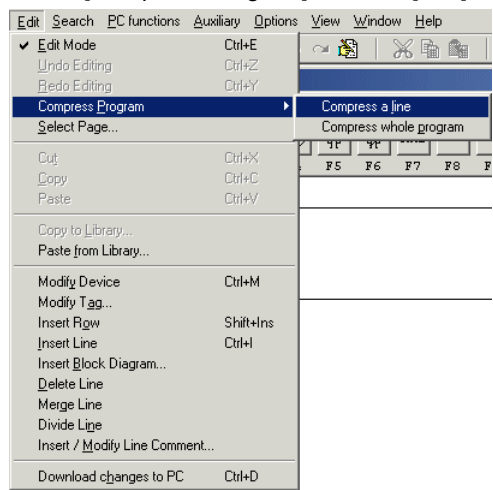 Edit Search PC functions Auxiliary Options View Window Help
Edit Mode Ctrl+E
Undo Editing Ctrl+Z
Redo Editing Ctrl+Y
Compress Program
Compress a line
Select Page...
Compress whole program
Cut Ctrl+X
Copy Ctrl+C
F5 F6 F7 F8
Paste Ctrl+V
Copy to Library...
Paste from Library...
Modify Device Ctrl+M
Modify Tag...
Insert Row Shift+Ins
Insert Line Ctrl+I
Insert Block Diagram...
Delete Line
Merge Line
Divide Line
Insert / Modify Line Comment...
Download changes to PC Ctrl+D